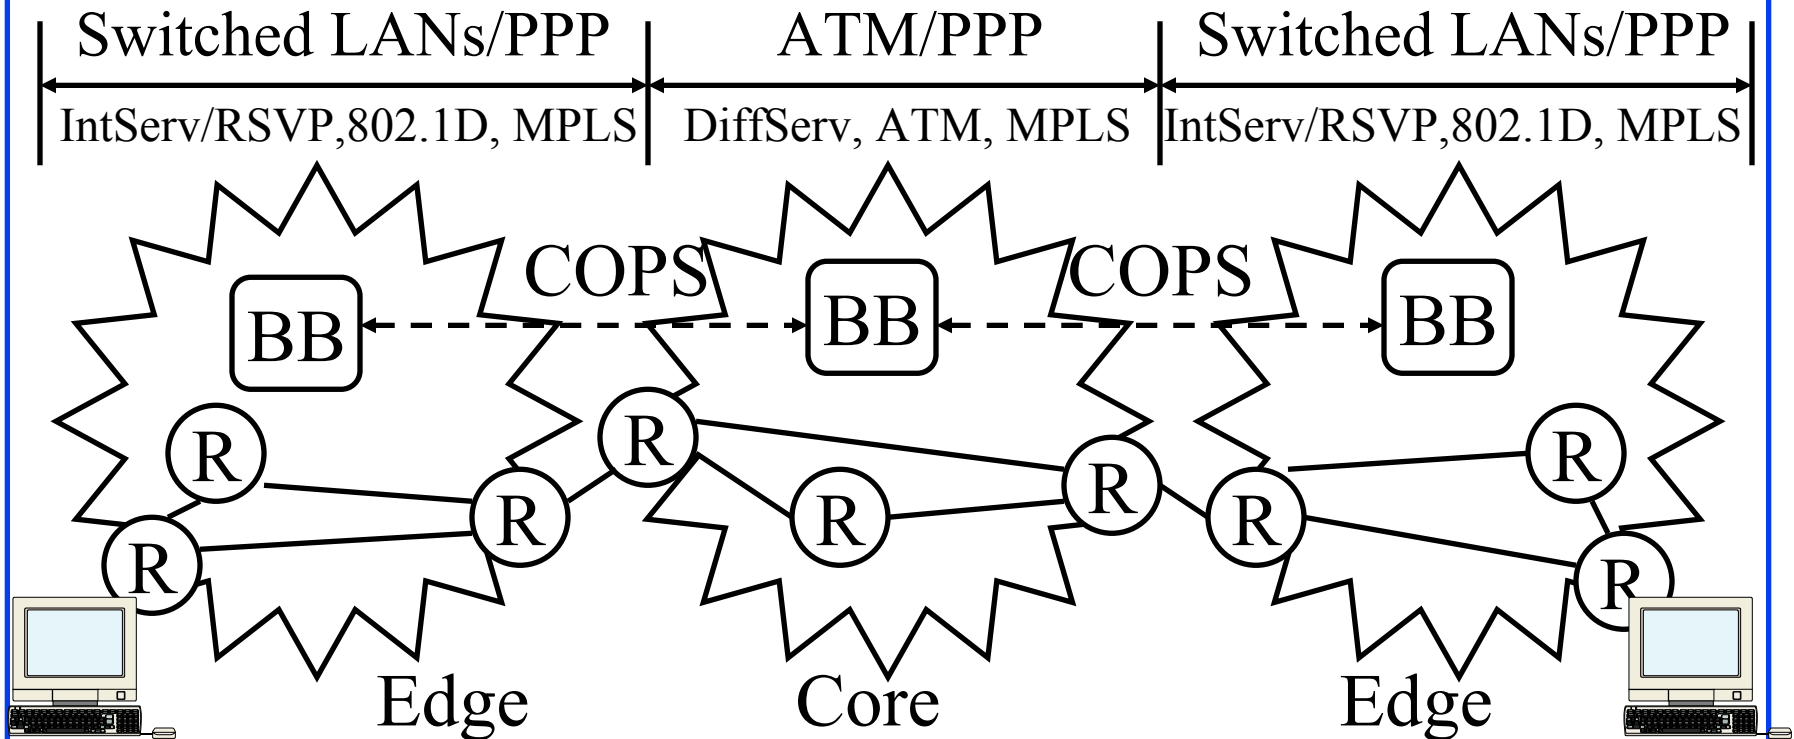 Switched LANs/PPP ATM/PPP Switched LANs/PPP
IntServ/RSVP,802.1D, MPLS DiffServ, ATM, MPLS IntServ/RSVP,802.1D, MPLS
COPS COPS
BB BB BB
R R R R
R R R R R
Edge Core Edge